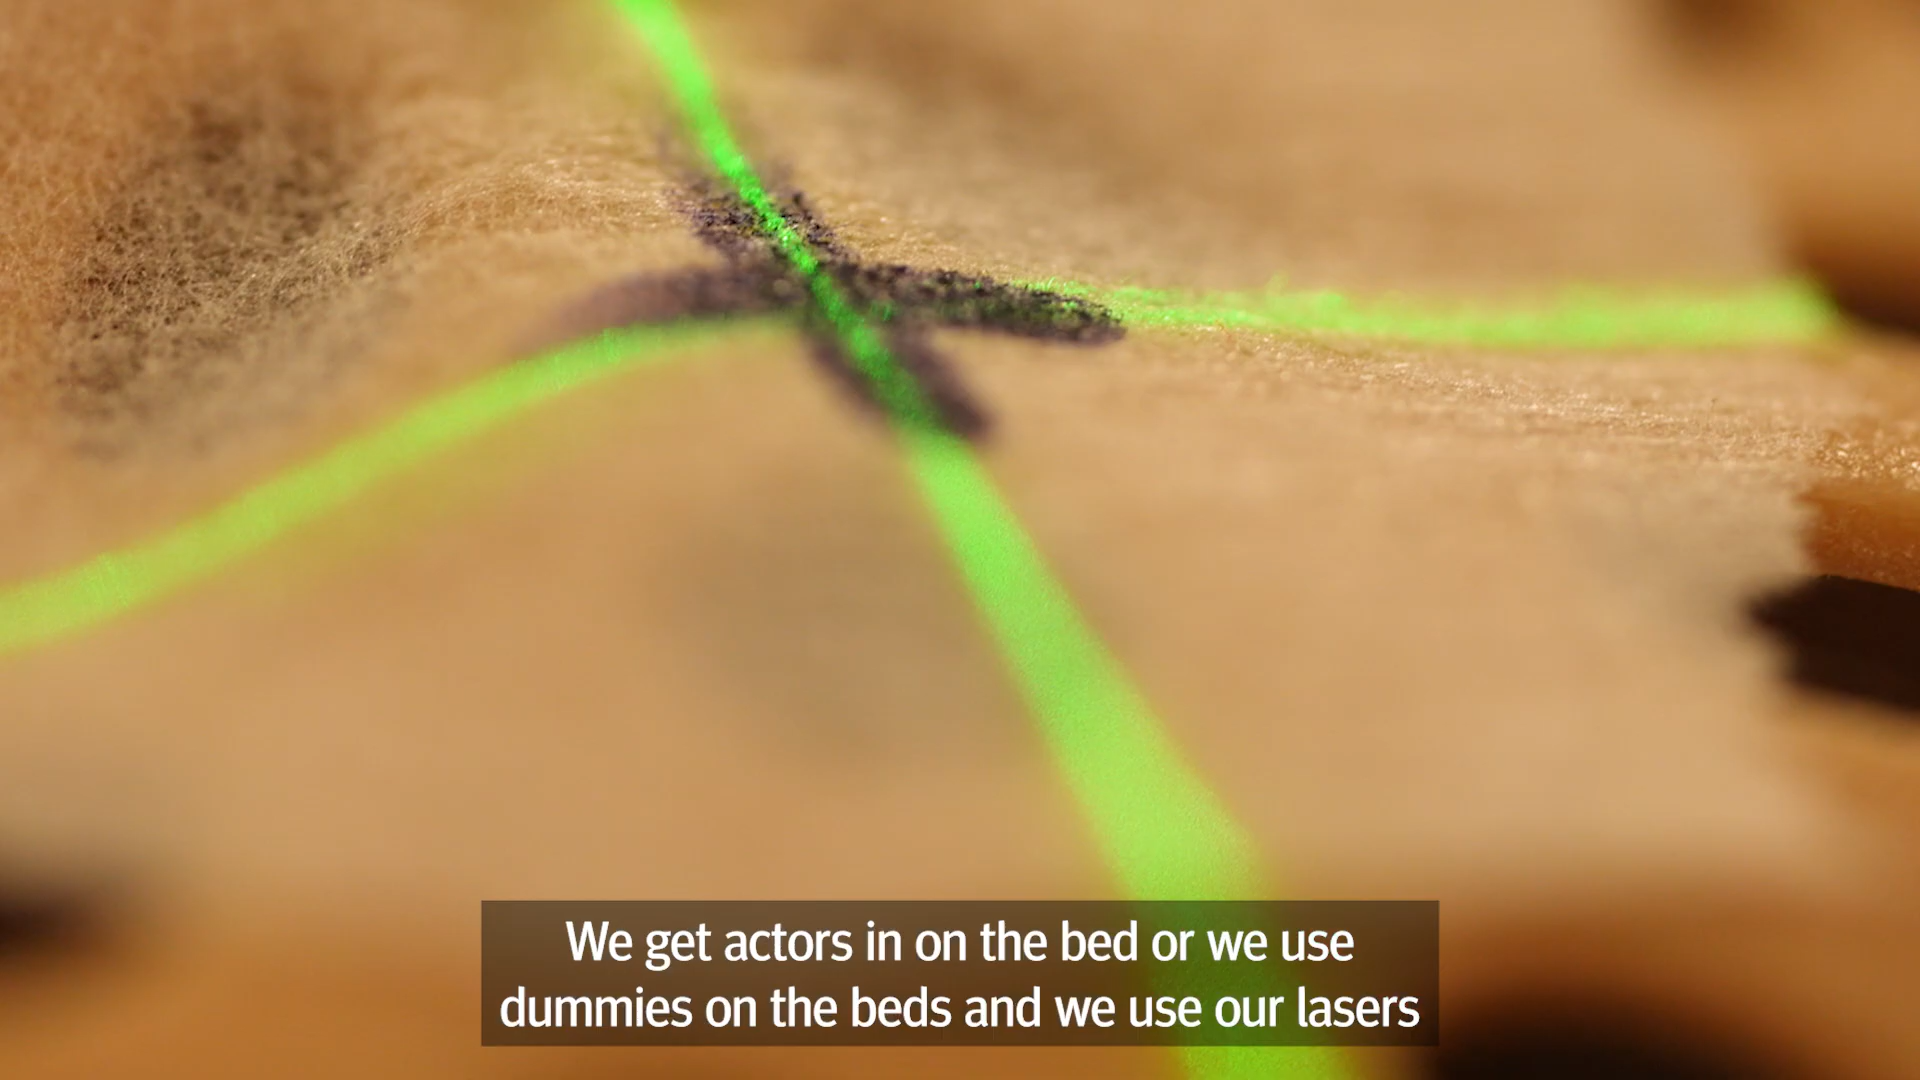 We get actors in on the bed or we use
dummies on the beds and we use our lasers